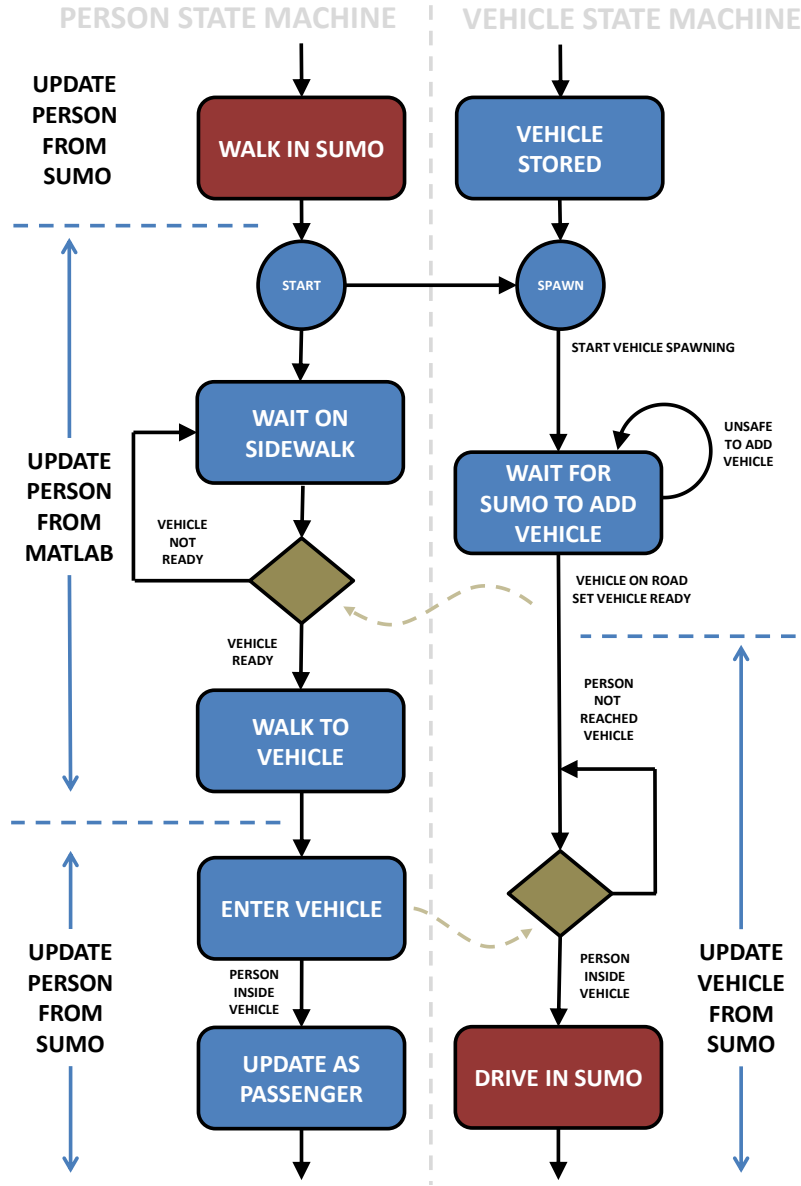 PERSON STATE MACHINE
VEHICLE STATE MACHINE
UPDATE
PERSON
FROM
SUMO
WALK IN SUMO
VEHICLE
STORED
START
SPAWN
START VEHICLE SPAWNING
WAIT ON
SIDEWALK
UNSAFE
TO ADD
VEHICLE
UPDATE
PERSON
FROM
MATLAB
WAIT FOR
SUMO TO ADD
VEHICLE
VEHICLE
NOT
READY
VEHICLE ON ROAD
SET VEHICLE READY
VEHICLE
READY
PERSON
NOT
REACHED
VEHICLE
WALK TO
VEHICLE
ENTER VEHICLE
UPDATE
PERSON
FROM
SUMO
PERSON
INSIDE
VEHICLE
PERSON
INSIDE
VEHICLE
UPDATE
VEHICLE
FROM
SUMO
UPDATE AS
PASSENGER
DRIVE IN SUMO